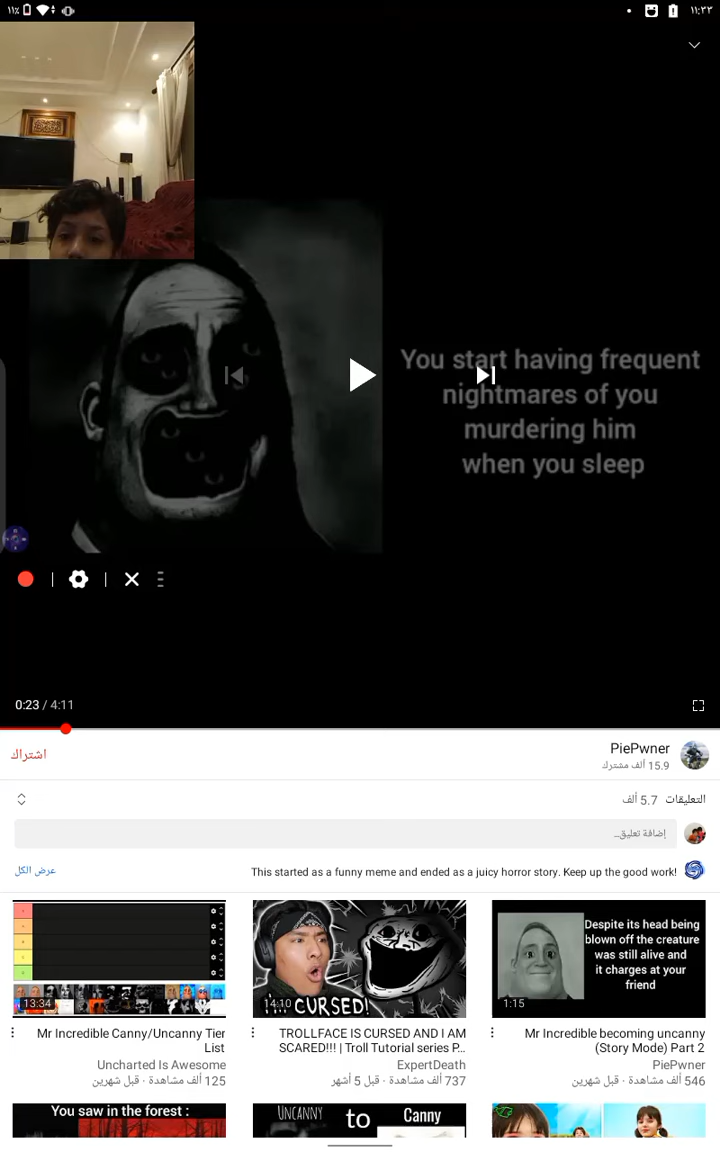 ١١٪
١١:٣٣
You start having frequent
nightmares of you
murdering him
when you sleep
0:23 / 4:11
PiePwner
15.9 ألف مشترك
اشتراك
التعليقات 5.7 ألف
إضافة تعليق...
This started as a funny meme and ended as a juicy horror story. Keep up the good work!
عرض الكل
13:34
Mr Incredible Canny/Uncanny Tier
List
Uncharted Is Awesome
125 ألف مشاهدة · قبل شهرين
CURSED!
14:10
TROLLFACE IS CURSED AND I AM
SCARED!!! | Troll Tutorial series P...
ExpertDeath
737 ألف مشاهدة · قبل 5 أشهر
Despite its head being
blown off the creature
was still alive and
it charges at your
friend
1:15
Mr Incredible becoming uncanny
(Story Mode) Part 2
PiePwner
546 ألف مشاهدة · قبل شهرين
You saw in the forest :
Uncanny to Canny